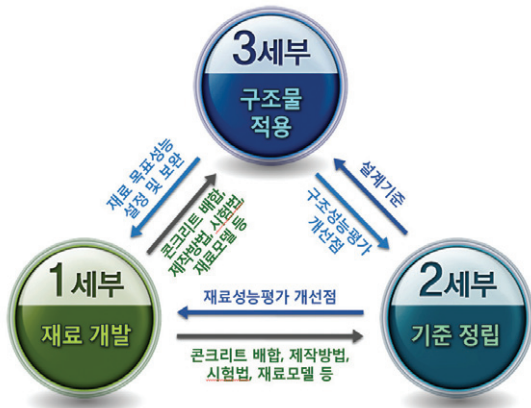 3세부
구조물
적용
재료 목표성능
설정 및 보완
콘크리트 배합,
제작방법, 시험법,
재료모델 등
설계기준
구조성능평가
개선점
1세부
재료 개발
재료성능평가 개선점
콘크리트 배합, 제작방법,
시험법, 재료모델 등
2세부
기준 정립